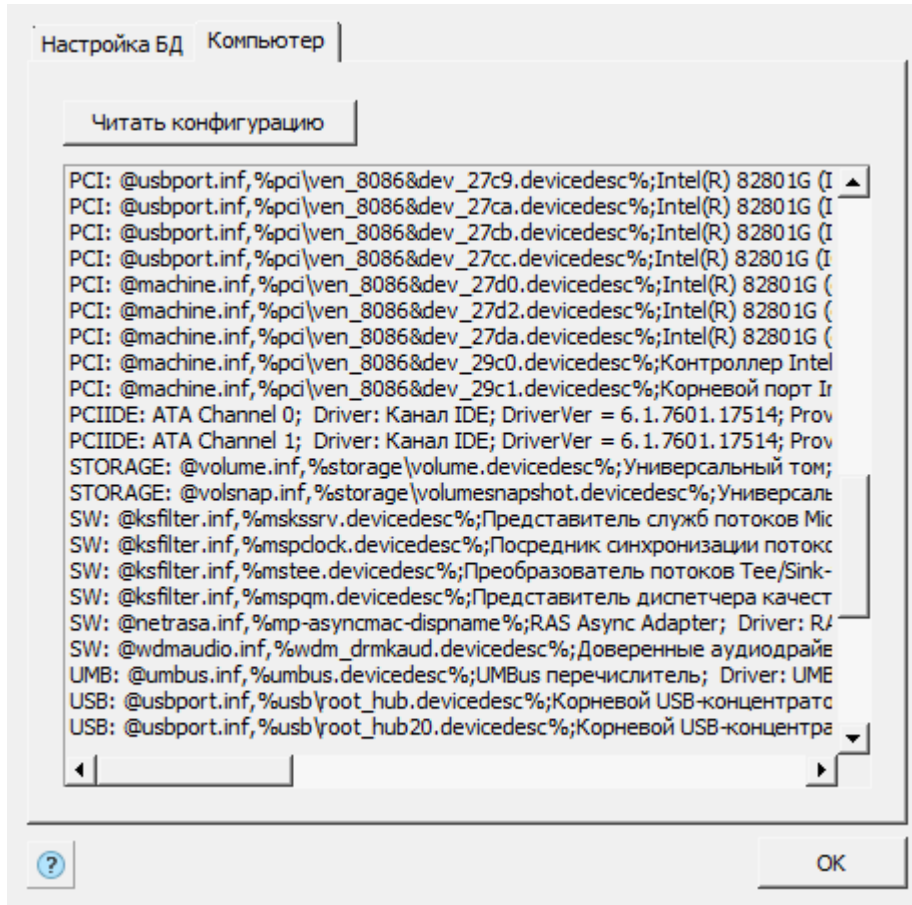 Настройка БД
Компьютер
Читать конфигурацию
PCI: @usbport.inf,%pci\ven_8086&dev_27c9.devicedesc%;Intel(R) 82801G (I
PCI: @usbport.inf,%pci\ven_8086&dev_27ca.devicedesc%;Intel(R) 82801G (I
PCI: @usbport.inf,%pci\ven_8086&dev_27cb.devicedesc%;Intel(R) 82801G (I
PCI: @usbport.inf,%pci\ven_8086&dev_27cc.devicedesc%;Intel(R) 82801G (I
PCI: @machine.inf,%pci\ven_8086&dev_27d0.devicedesc%;Intel(R) 82801G (
PCI: @machine.inf,%pci\ven_8086&dev_27d2.devicedesc%;Intel(R) 82801G (
PCI: @machine.inf,%pci\ven_8086&dev_27da.devicedesc%;Intel(R) 82801G (
PCI: @machine.inf,%pci\ven_8086&dev_29c0.devicedesc%;Контроллер Intel
PCI: @machine.inf,%pci\ven_8086&dev_29c1.devicedesc%;Корневой порт Ir
PCIIDE: ATA Channel 0;  Driver: Канал IDE; DriverVer = 6.1.7601.17514; Prov
PCIIDE: ATA Channel 1;  Driver: Канал IDE; DriverVer = 6.1.7601.17514; Prov
STORAGE: @volume.inf,%storage\volume.devicedesc%;Универсальный том;
STORAGE: @volsnap.inf,%storage\volumesnapshot.devicedesc%;Универсаль
SW: @ksfilter.inf,%mskssrv.devicedesc%;Представитель служб потоков Mic
SW: @ksfilter.inf,%mspclock.devicedesc%;Посредник синхронизации потокс
SW: @ksfilter.inf,%mstee.devicedesc%;Преобразователь потоков Tee/Sink-
SW: @ksfilter.inf,%mspqm.devicedesc%;Представитель диспетчера качест
SW: @netrasa.inf,%mp-asyncmac-dispname%;RAS Async Adapter;  Driver: RA
SW: @wdmaudio.inf,%wdm_drmkaud.devicedesc%;Доверенные аудиодрайв
UMB: @umbus.inf,%umbus.devicedesc%;UMBus перечислитель;  Driver: UMB
USB: @usbport.inf,%usb\root_hub.devicedesc%;Корневой USB-концентратс
USB: @usbport.inf,%usb\root_hub20.devicedesc%;Корневой USB-концентра
?
OK